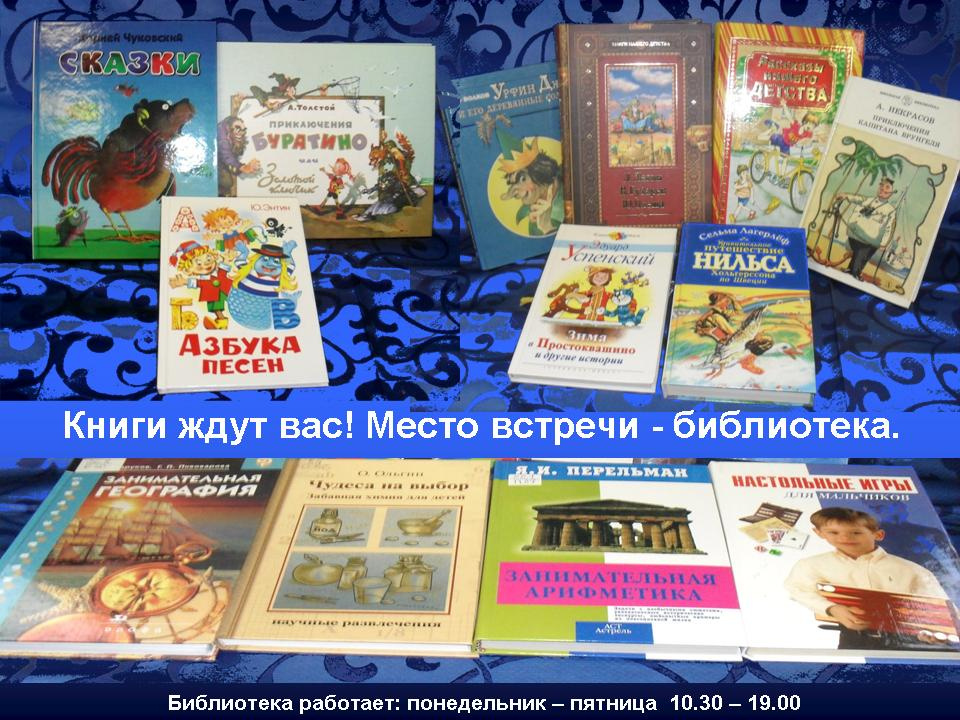 Корней Чуковский
СКАЗКИ
А. ТОЛСТОЙ
ПРИКЛЮЧЕНИЯ
БУРАТИНО
ИЛИ
Золотой ключик
Ю. ЭНТИН
А
Б
В
АЗБУКА
ПЕСЕН
ВОЛКОВ УРФИН
И ЕГО ДЕРЕВЯННЫЕ
КНИГИ НАШЕГО ДЕТСТВА
Рассказы
нашего
ДЕТСТВА
А. НЕКРАСОВ
ПРИКЛЮЧЕНИЯ
КАПИТАНА ВРУНГЕЛЯ
Эдуард
Успенский
Зима
в Простоквашино
и другие истории
Сельма Лагерлёф
Удивительное
путешествие
НИЛЬСА
Хольгерссона
по Швеции
Книги ждут вас! Место встречи - библиотека.
ЗАНИМАТЕЛЬНАЯ
ГЕОГРАФИЯ
дрофа
О. Ольгин
Чудеса на выбор
Забавная химия для детей
ЙОД
научные развлечения
Я.И. ПЕРЕЛЬМАН
ЗАНИМАТЕЛЬНАЯ
АРИФМЕТИКА
АСТ
Астрель
НАСТОЛЬНЫЕ ИГРЫ
ДЛЯ МАЛЬЧИКОВ
Библиотека работает: понедельник – пятница 10.30 – 19.00